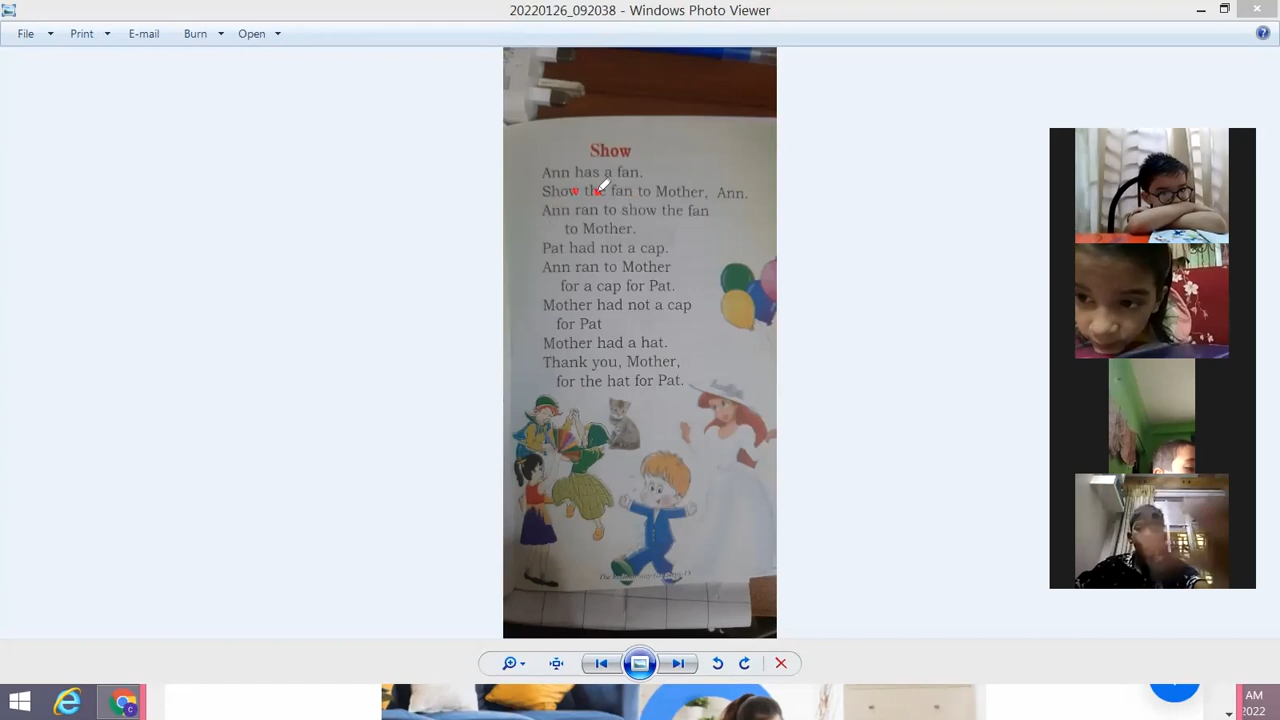 20220126_092038 - Windows Photo Viewer
File Print E-mail Burn Open
Show
Ann has a fan.
Show the fan to Mother, Ann.
Ann ran to show the fan
to Mother.
Pat had not a cap.
Ann ran to Mother
for a cap for Pat.
Mother had not a cap
for Pat
Mother had a hat.
Thank you, Mother,
for the hat for Pat.
AM
2022